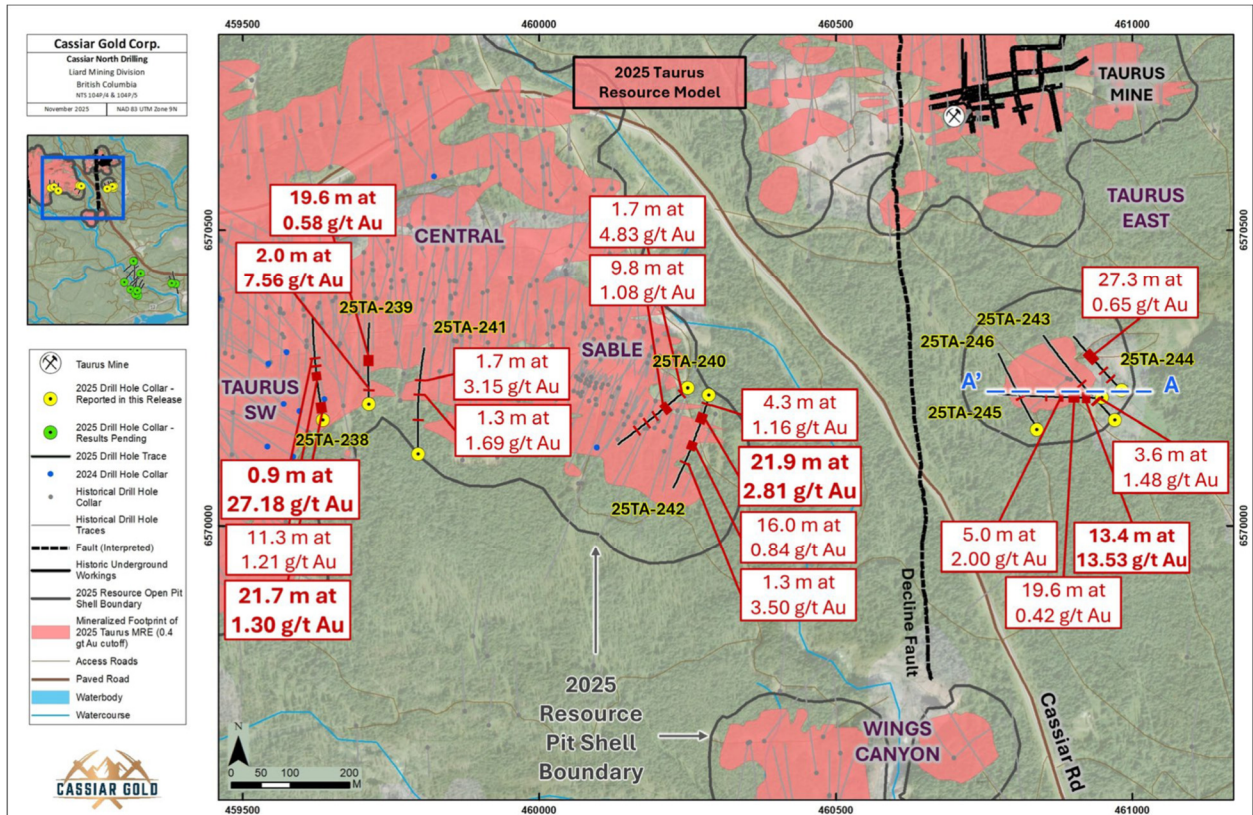 459500
460000
460500
461000
Cassiar Gold Corp.
Cassiar North Drilling
Liard Mining Division
British Columbia
NTS 104P/4 & 104P/5
November 2025
NAD 83 UTM Zone 9N
Taurus Mine
2025 Drill Hole Collar -
Reported in this Release
2025 Drill Hole Collar -
Results Pending
2025 Drill Hole Trace
2024 Drill Hole Collar
Historical Drill Hole
Collar
Historical Drill Hole
Traces
Fault (Interpreted)
Historic Underground
Workings
2025 Resource Open Pit
Shell Boundary
Mineralized Footprint of
2025 Taurus MRE (0.4
gt Au cutoff)
Access Roads
Paved Road
Waterbody
Watercourse
CASSIAR GOLD
2025 Taurus
Resource Model
TAURUS
MINE
TAURUS
EAST
6570500
6570500
CENTRAL
19.6 m at
0.58 g/t Au
2.0 m at
7.56 g/t Au
25TA-239
25TA-241
1.7 m at
4.83 g/t Au
9.8 m at
1.08 g/t Au
SABLE
25TA-240
27.3 m at
0.65 g/t Au
25TA-243
25TA-246
25TA-244
A'
A
25TA-245
TAURUS
SW
25TA-238
1.7 m at
3.15 g/t Au
1.3 m at
1.69 g/t Au
4.3 m at
1.16 g/t Au
21.9 m at
2.81 g/t Au
25TA-242
16.0 m at
0.84 g/t Au
1.3 m at
3.50 g/t Au
0.9 m at
27.18 g/t Au
11.3 m at
1.21 g/t Au
21.7 m at
1.30 g/t Au
3.6 m at
1.48 g/t Au
5.0 m at
2.00 g/t Au
13.4 m at
13.53 g/t Au
19.6 m at
0.42 g/t Au
6570000
6570000
Decline Fault
2025
Resource
Pit Shell
Boundary
WINGS
CANYON
Cassiar Rd
N
0 50 100 200
M
459500
460000
460500
461000